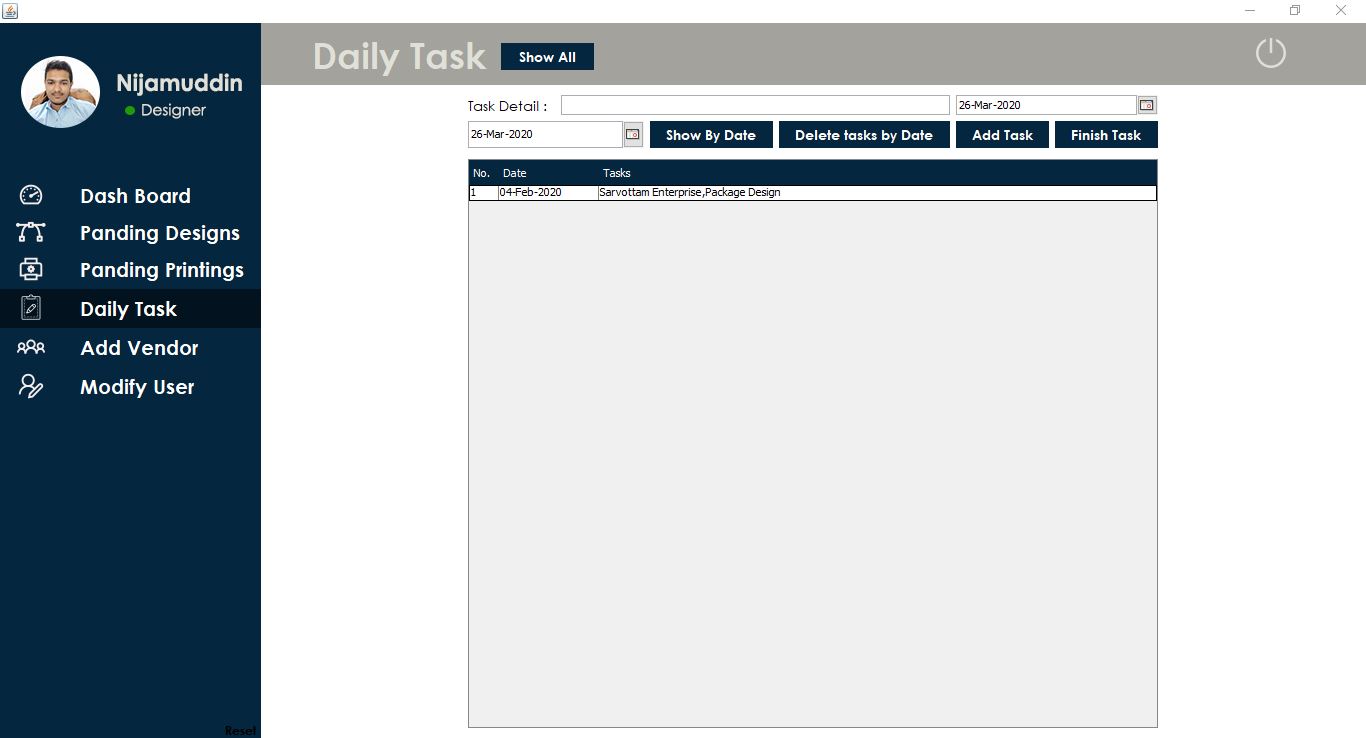 Nijamuddin
Designer
Dash Board
Panding Designs
Panding Printings
Daily Task
Add Vendor
Modify User
Reset
Daily Task Show All
Task Detail : 26-Mar-2020
26-Mar-2020 Show By Date Delete tasks by Date Add Task Finish Task
No. Date Tasks
1 04-Feb-2020 Sarvottam Enterprise,Package Design